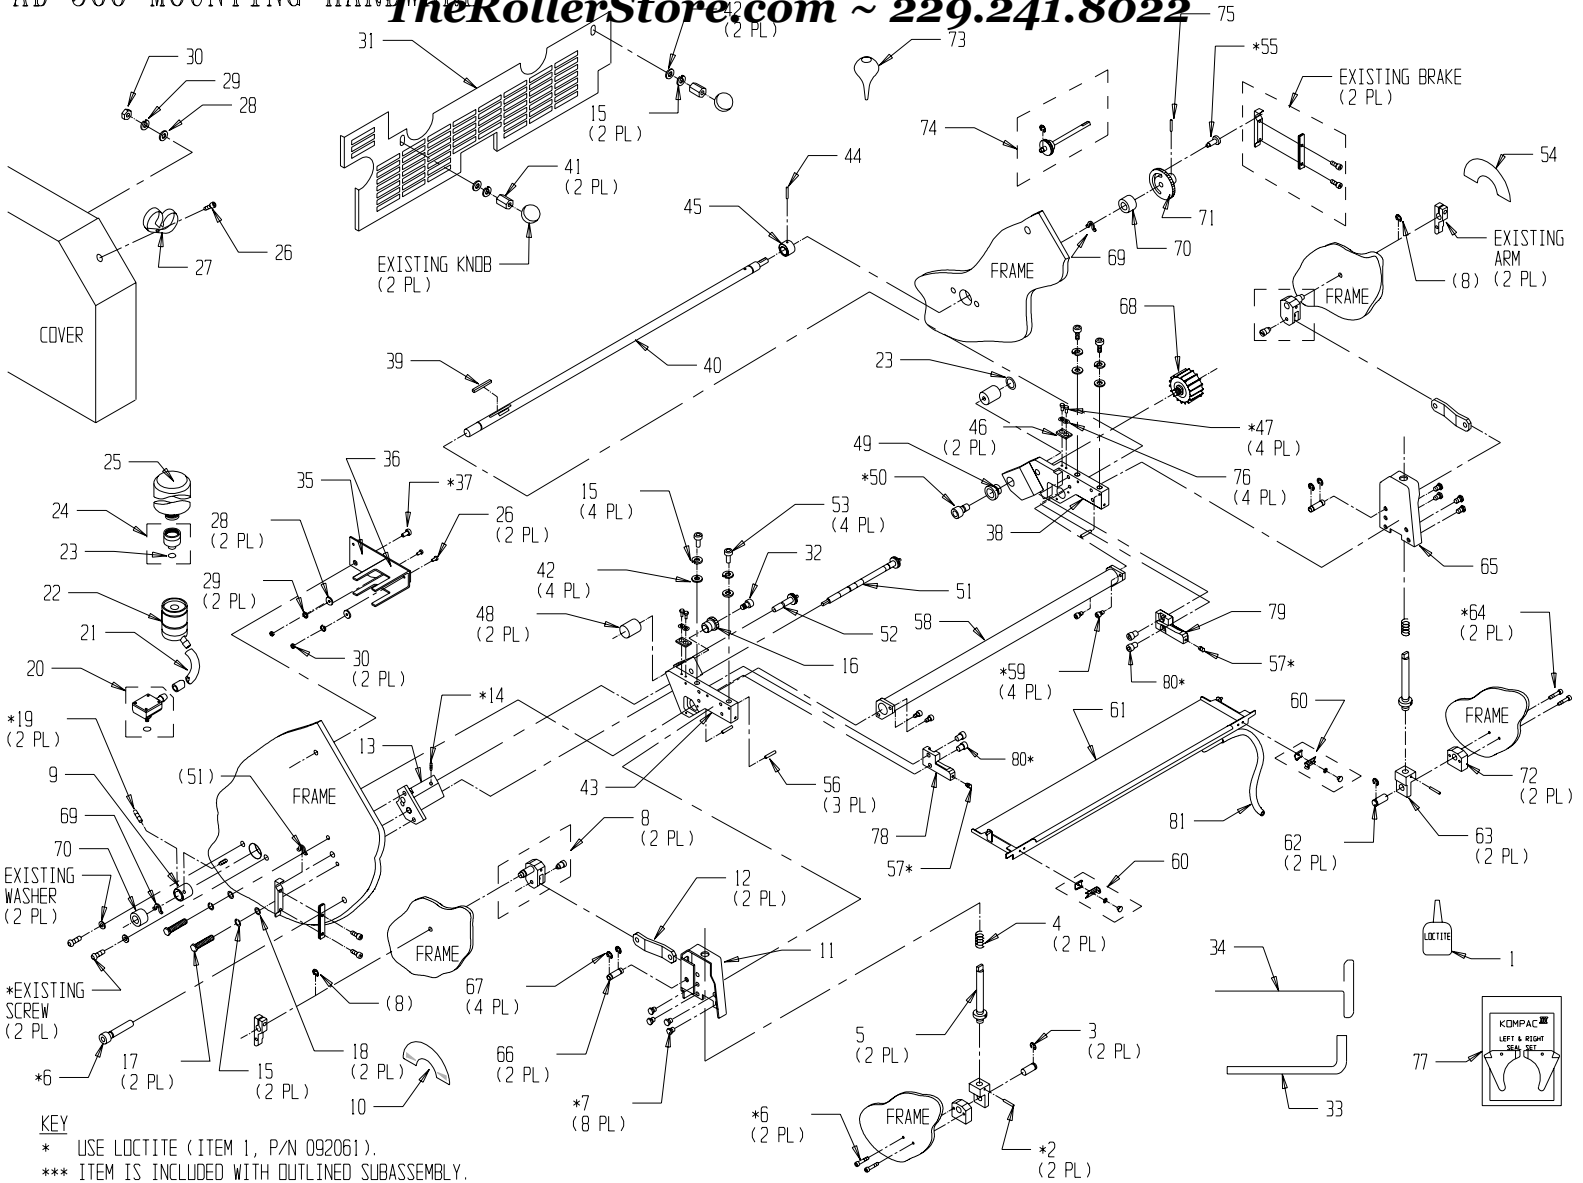 AB 500 MOUNTING HARDWARE
TheRollerStore.com ~ 229.241.8022
42
(2 PL)
75
31
73
*55
30
29
28
EXISTING BRAKE
(2 PL)
15
(2 PL)
74
44
54
41
(2 PL)
45
71
70
26
27
EXISTING KNOB
(2 PL)
69
FRAME
EXISTING
ARM
(2 PL)
(8)
FRAME
COVER
68
39
40
23
46
(2 PL)
*47
(4 PL)
49
*50
76
(4 PL)
25
36
35
*37
24
28
(2 PL)
15
(4 PL)
53
(4 PL)
26
(2 PL)
32
38
23
65
22
29
(2 PL)
42
(4 PL)
51
58
79
*64
(2 PL)
21
48
(2 PL)
52
20
30
(2 PL)
16
*59
(4 PL)
57*
80*
*14
61
60
FRAME
*19
(2 PL)
13
9
(51)
80*
72
(2 PL)
FRAME
43
56
(3 PL)
69
8
(2 PL)
78
81
62
(2 PL)
63
(2 PL)
70
57*
60
EXISTING
WASHER
(2 PL)
12
(2 PL)
4
(2 PL)
34
LOCTITE
1
FRAME
11
*EXISTING
SCREW
(2 PL)
(8)
67
(4 PL)
KOMPAC III
LEFT & RIGHT
SEAL SET
77
5
(2 PL)
3
(2 PL)
*6
17
(2 PL)
15
(2 PL)
18
(2 PL)
66
(2 PL)
10
*7
(8 PL)
33
*6
(2 PL)
FRAME
*2
(2 PL)
KEY
* USE LOCTITE (ITEM 1, P/N 092061).
*** ITEM IS INCLUDED WITH OUTLINED SUBASSEMBLY.